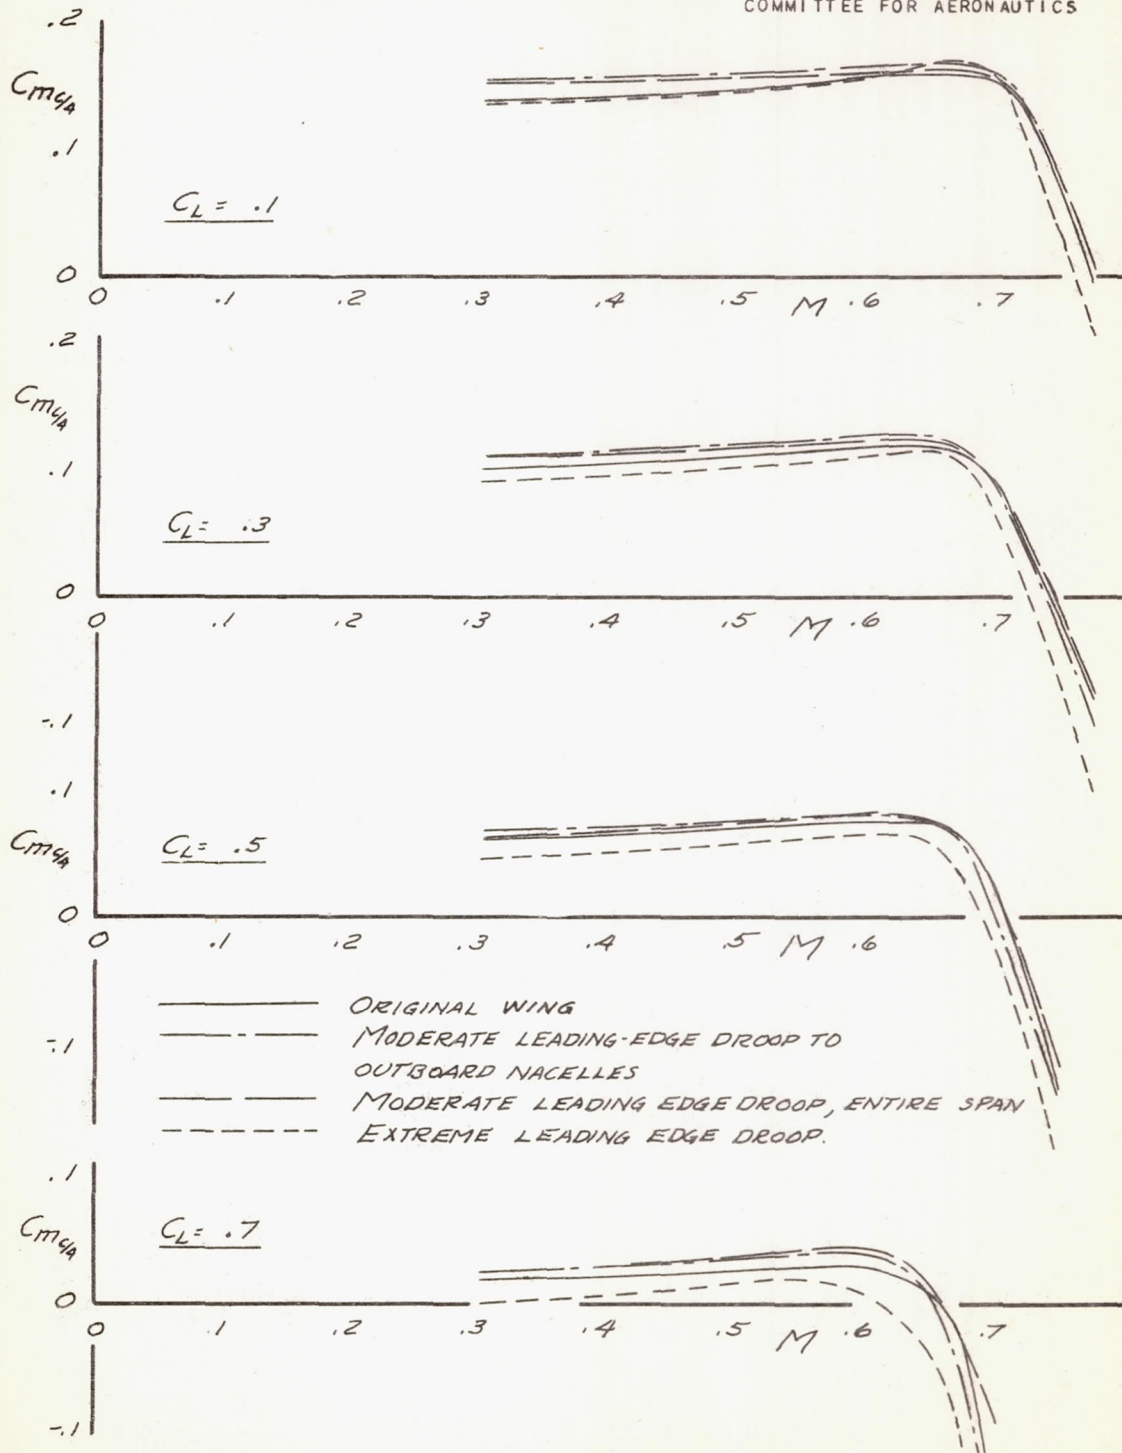 COMMITTEE FOR AERONAUTICS
.2
Cm c/4
.1
CL = .1
0
0 .1 .2 .3 .4 .5 M .6 .7
.2
Cm c/4
.1
CL = .3
0
0 .1 .2 .3 .4 .5 M .6 .7
-.1
.1
Cm c/4
CL = .5
0
0 .1 .2 .3 .4 .5 M .6
-.1
ORIGINAL WING
MODERATE LEADING-EDGE DROOP TO
OUTBOARD NACELLES
MODERATE LEADING EDGE DROOP, ENTIRE SPAN
EXTREME LEADING EDGE DROOP.
.1
Cm c/4
CL = .7
0
0 .1 .2 .3 .4 .5 M .6 .7
-.1